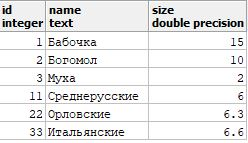 id name size
integer text double precision
1 Бабочка 15
2 Богомол 10
3 Муха 2
11 Среднерусские 6
22 Орловские 6.3
33 Итальянские 6.6